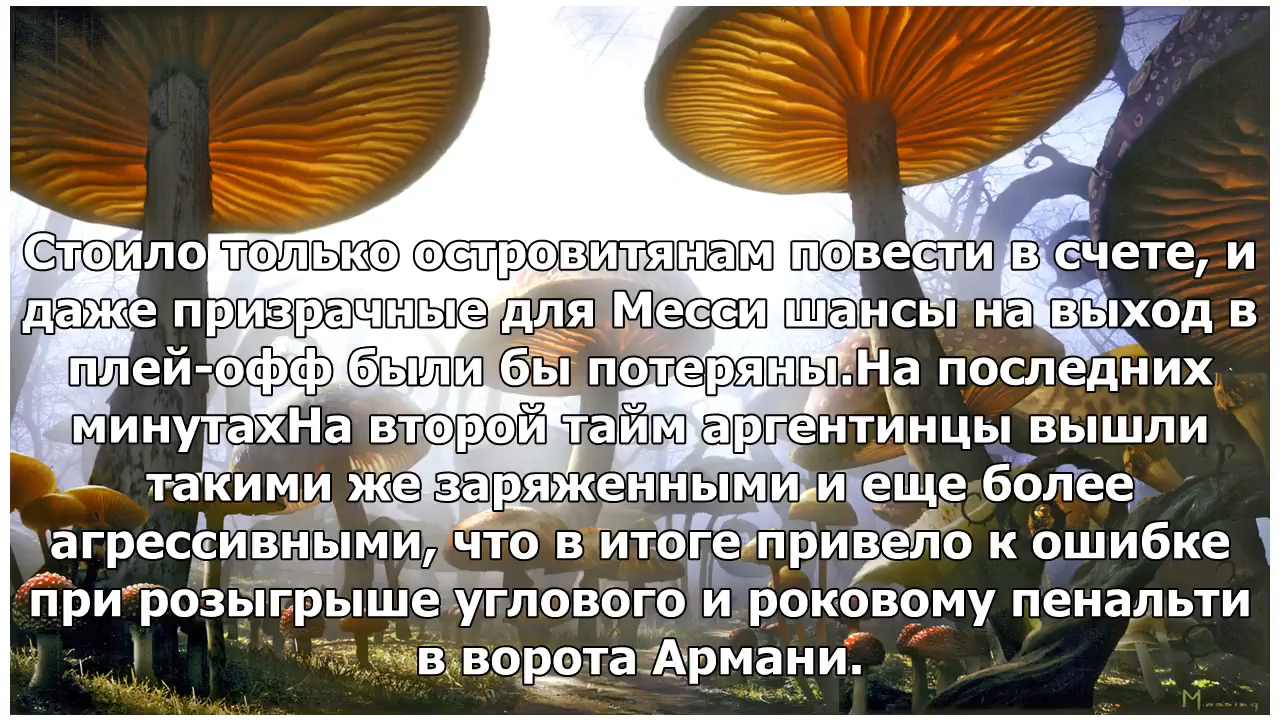 Стоило только островитянам повести в счете, и
даже призрачные для Месси шансы на выход в
плей-офф были бы потеряны.На последних
минутахНа второй тайм аргентинцы вышли
такими же заряженными и еще более
агрессивными, что в итоге привело к ошибке
при розыгрыше углового и роковому пенальти
в ворота Армани.